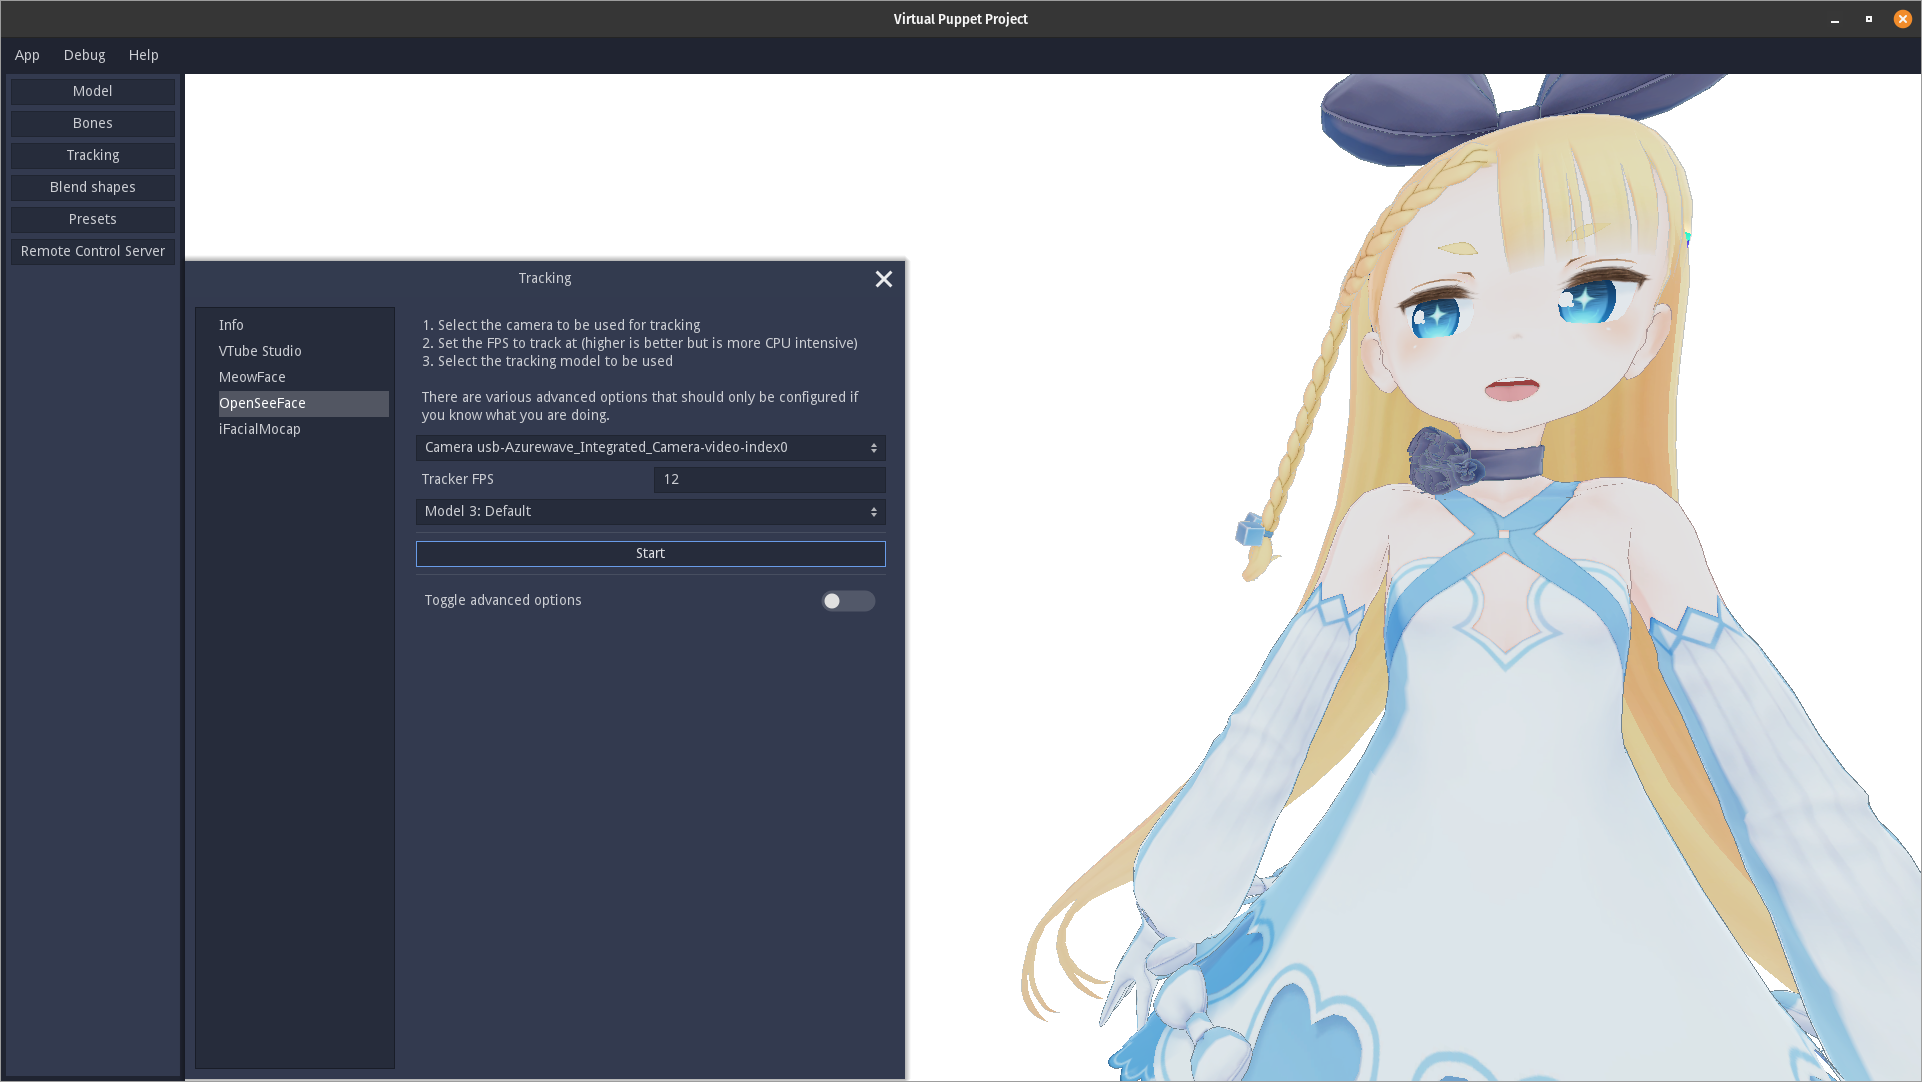 Virtual Puppet Project
App Debug Help
Model
Bones
Tracking
Blend shapes
Presets
Remote Control Server
Tracking
Info
VTube Studio
MeowFace
OpenSeeFace
iFacialMocap
1. Select the camera to be used for tracking
2. Set the FPS to track at (higher is better but is more CPU intensive)
3. Select the tracking model to be used
There are various advanced options that should only be configured if
you know what you are doing.
Camera usb-Azurewave_Integrated_Camera-video-index0
Tracker FPS 12
Model 3: Default
Start
Toggle advanced options